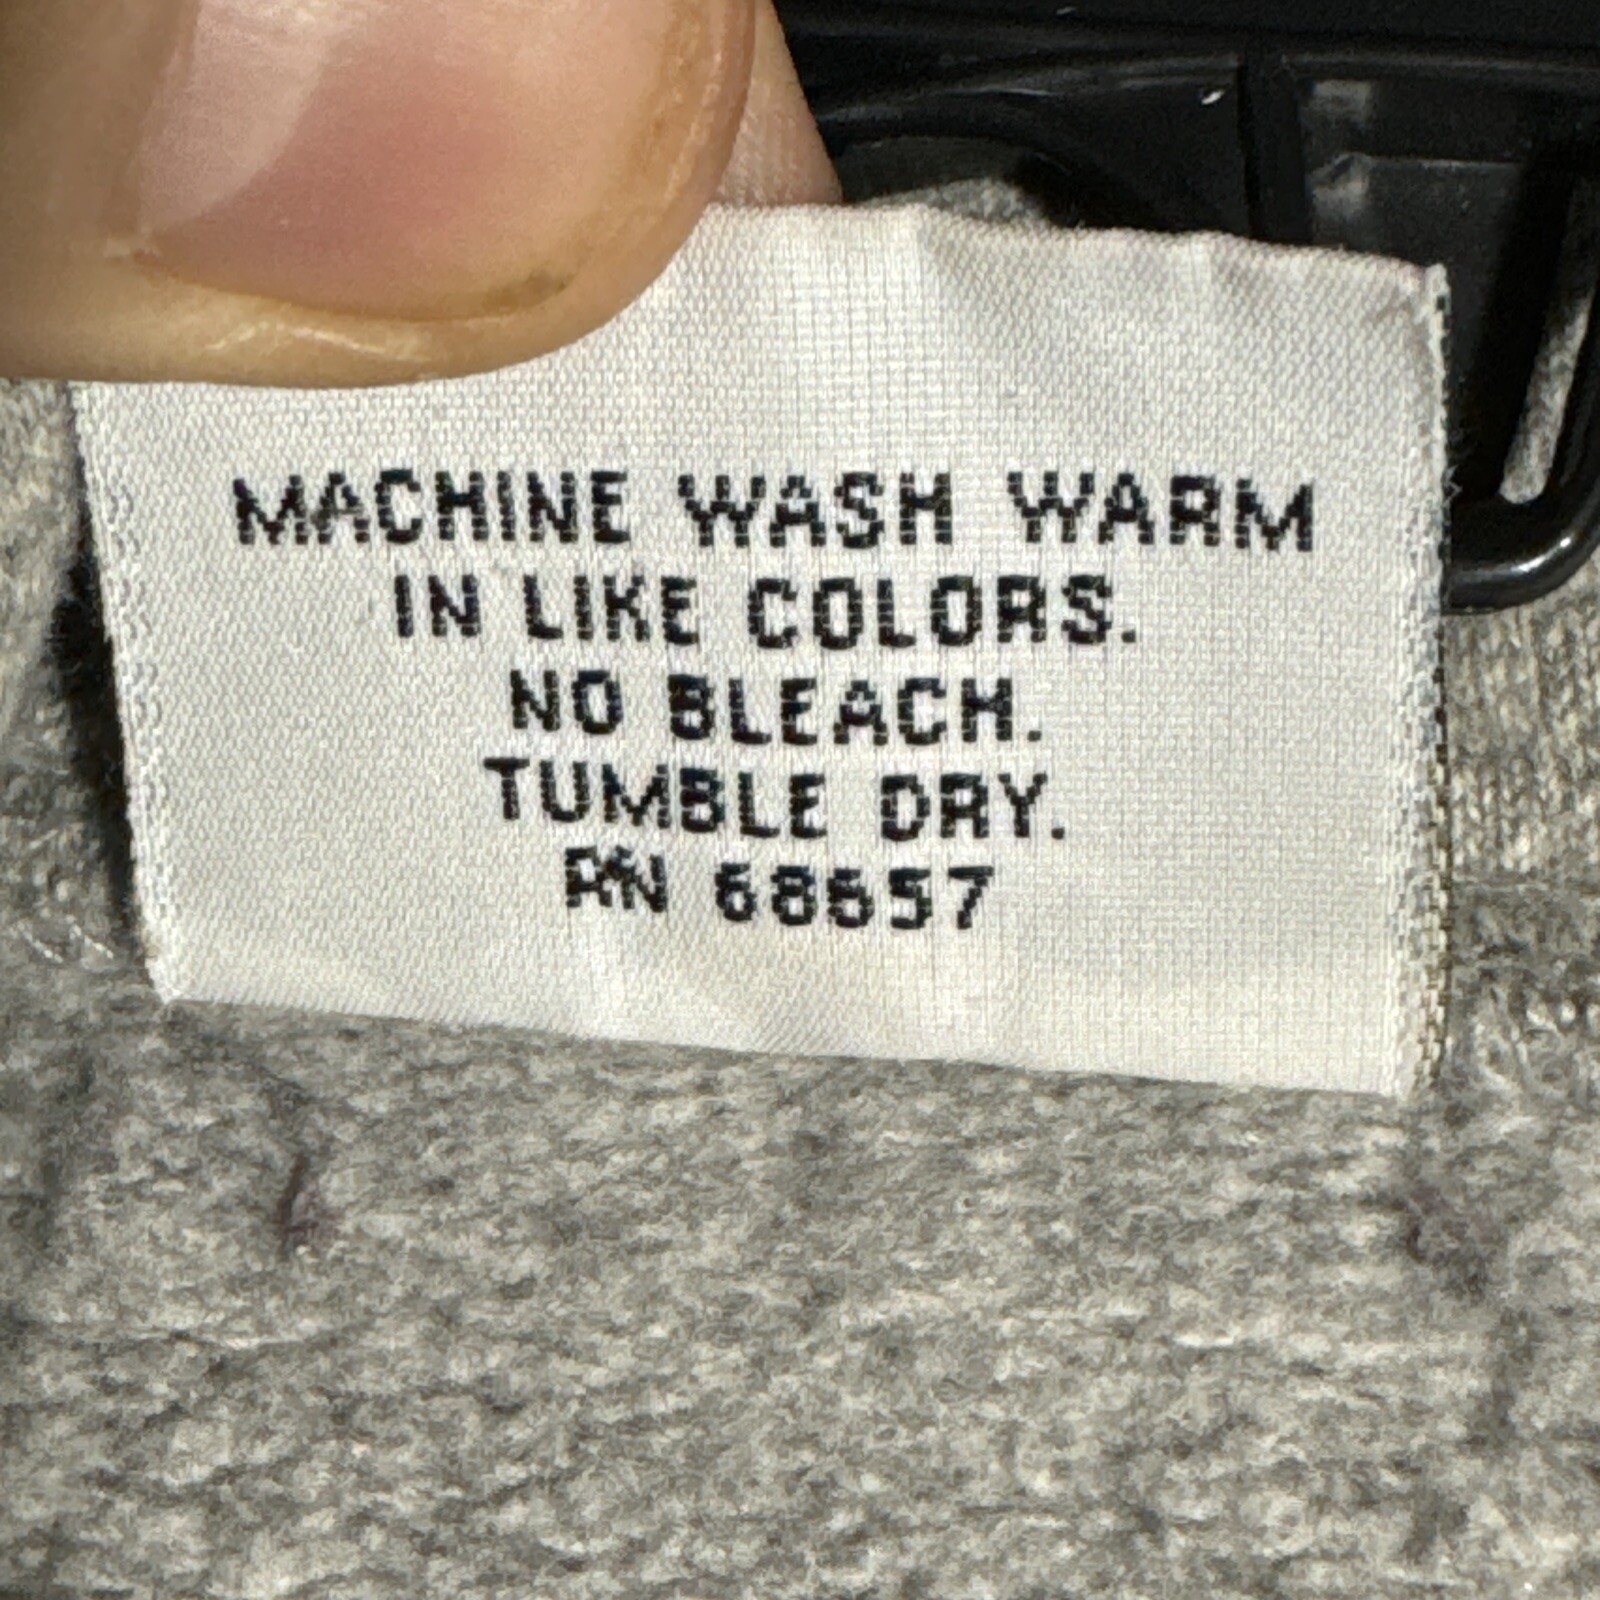 MACHINE WASH WARM
IN LIKE COLORS.
NO BLEACH.
TUMBLE DRY.
RN 68657